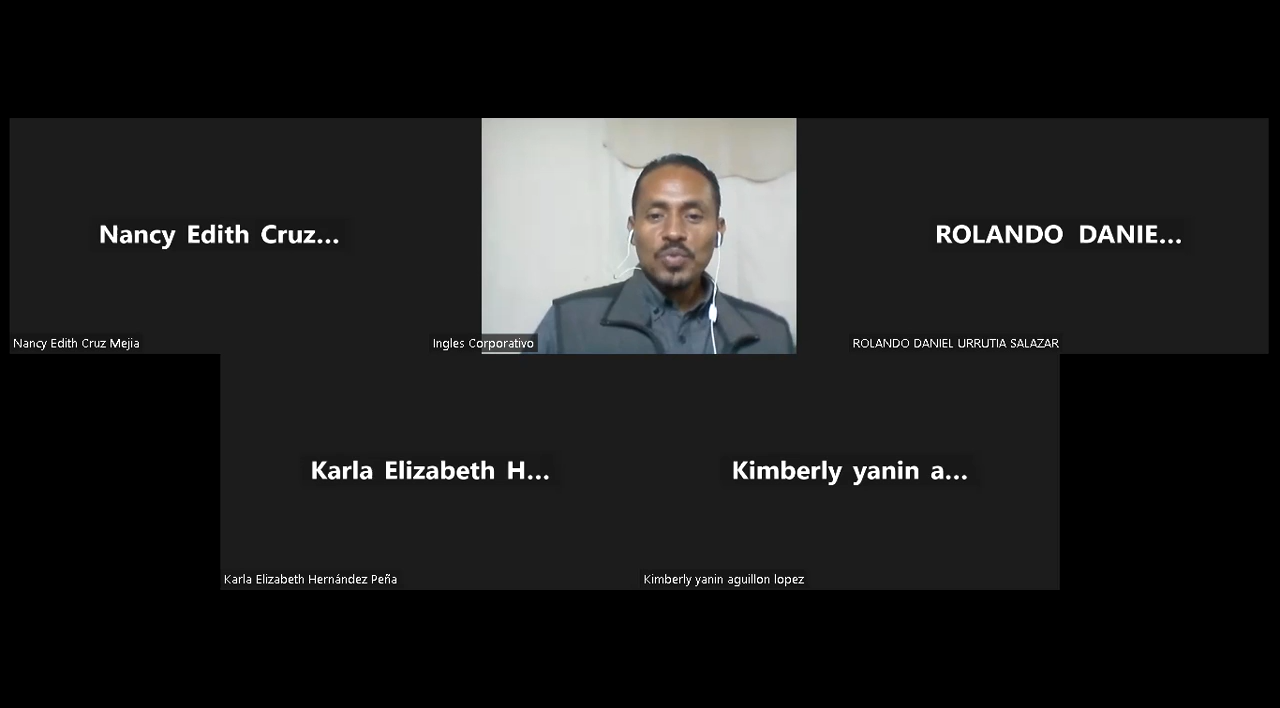 Nancy Edith Cruz...
Nancy Edith Cruz Mejia
Ingles Corporativo
ROLANDO DANIE...
ROLANDO DANIEL URRUTIA SALAZAR
Karla Elizabeth H...
Karla Elizabeth Hernández Peña
Kimberly yanin a...
Kimberly yanin aguillon lopez